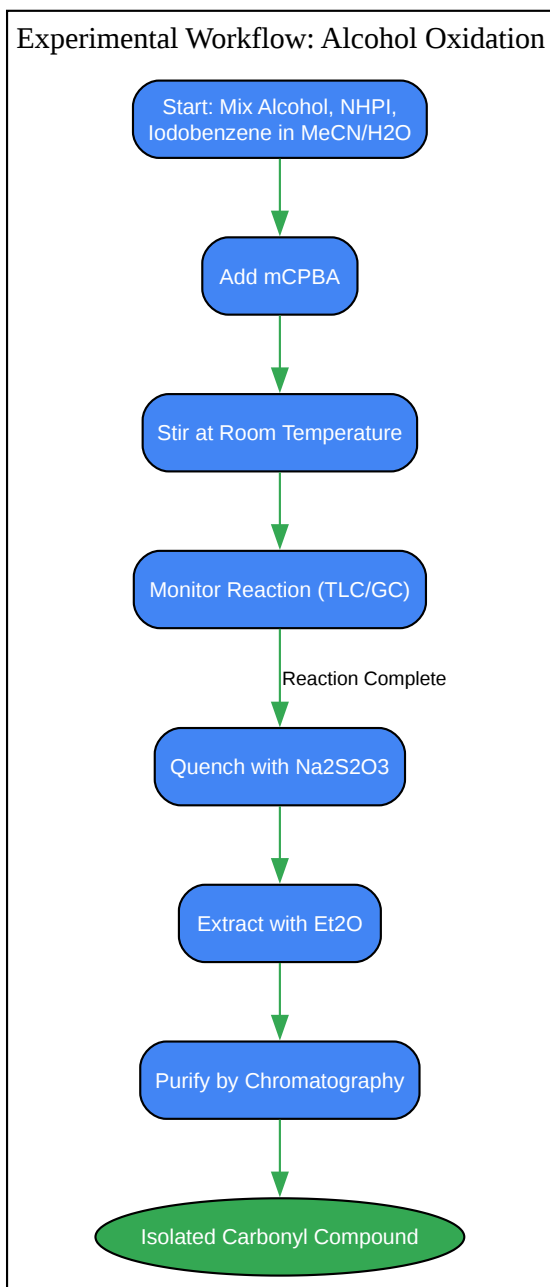 Experimental Workflow: Alcohol Oxidation
Start: Mix Alcohol, NHPI,
Iodobenzene in MeCN/H2O
Add mCPBA
Stir at Room Temperature
Monitor Reaction (TLC/GC)
Reaction Complete
Quench with Na2S2O3
Extract with Et2O
Purify by Chromatography
Isolated Carbonyl Compound